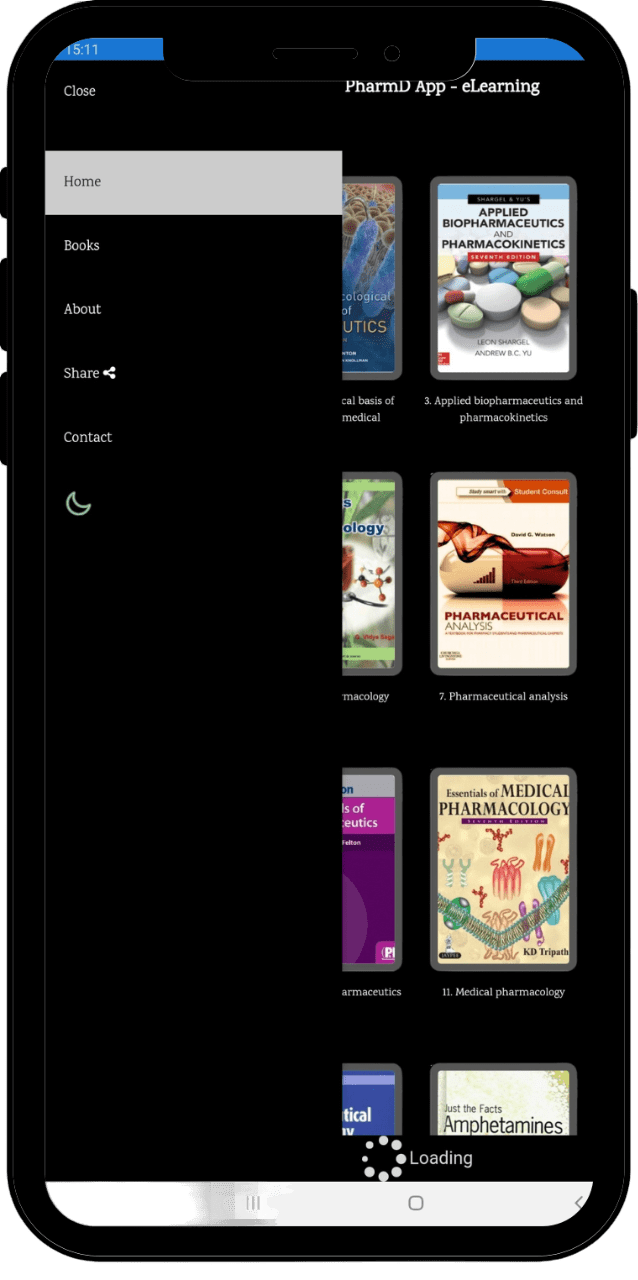 15:11
PharmD App - eLearning
Close
Home
Books
About
Share
Contact
cological
of
UTICS
SHARGEL & YU'S
APPLIED
BIOPHARMACEUTICS
AND
PHARMACOKINETICS
SEVENTH EDITION
LEON SHARGEL
ANDREW B.C. YU
cal basis of
medical
3. Applied biopharmaceutics and
pharmacokinetics
s
ology
Study smart with
Student Consult
David G. Watson
Third Edition
PHARMACEUTICAL
ANALYSIS
rmacology
7. Pharmaceutical analysis
on
ls of
ceutics
Felton
Essentials of MEDICAL
PHARMACOLOGY
SEVENTH EDITION
KD Tripath
JAYPEE
armaceutics
11. Medical pharmacology
tical
Just the Facts
Amphetamines
Loading